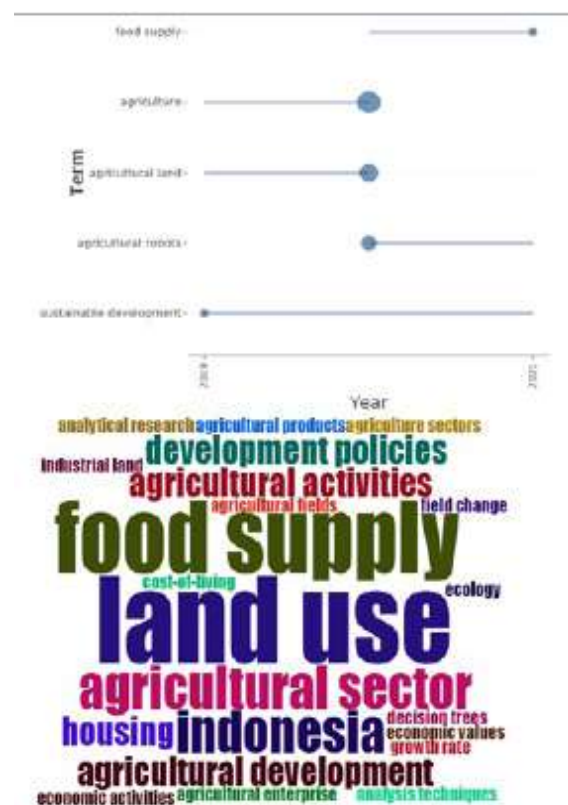 food supply
agriculture
agricultural land
Term
agricultural robots
sustainable development
2019
2021
Year
analytical research agricultural products agriculture sectors
development policies
industrial land
agricultural activities
agricultural fields
field change
food supply
cost-of-living
ecology
land use
agricultural sector
decision trees
housing indonesia economic values
growth rate
agricultural development
economic activities agricultural enterprise analysis techniques